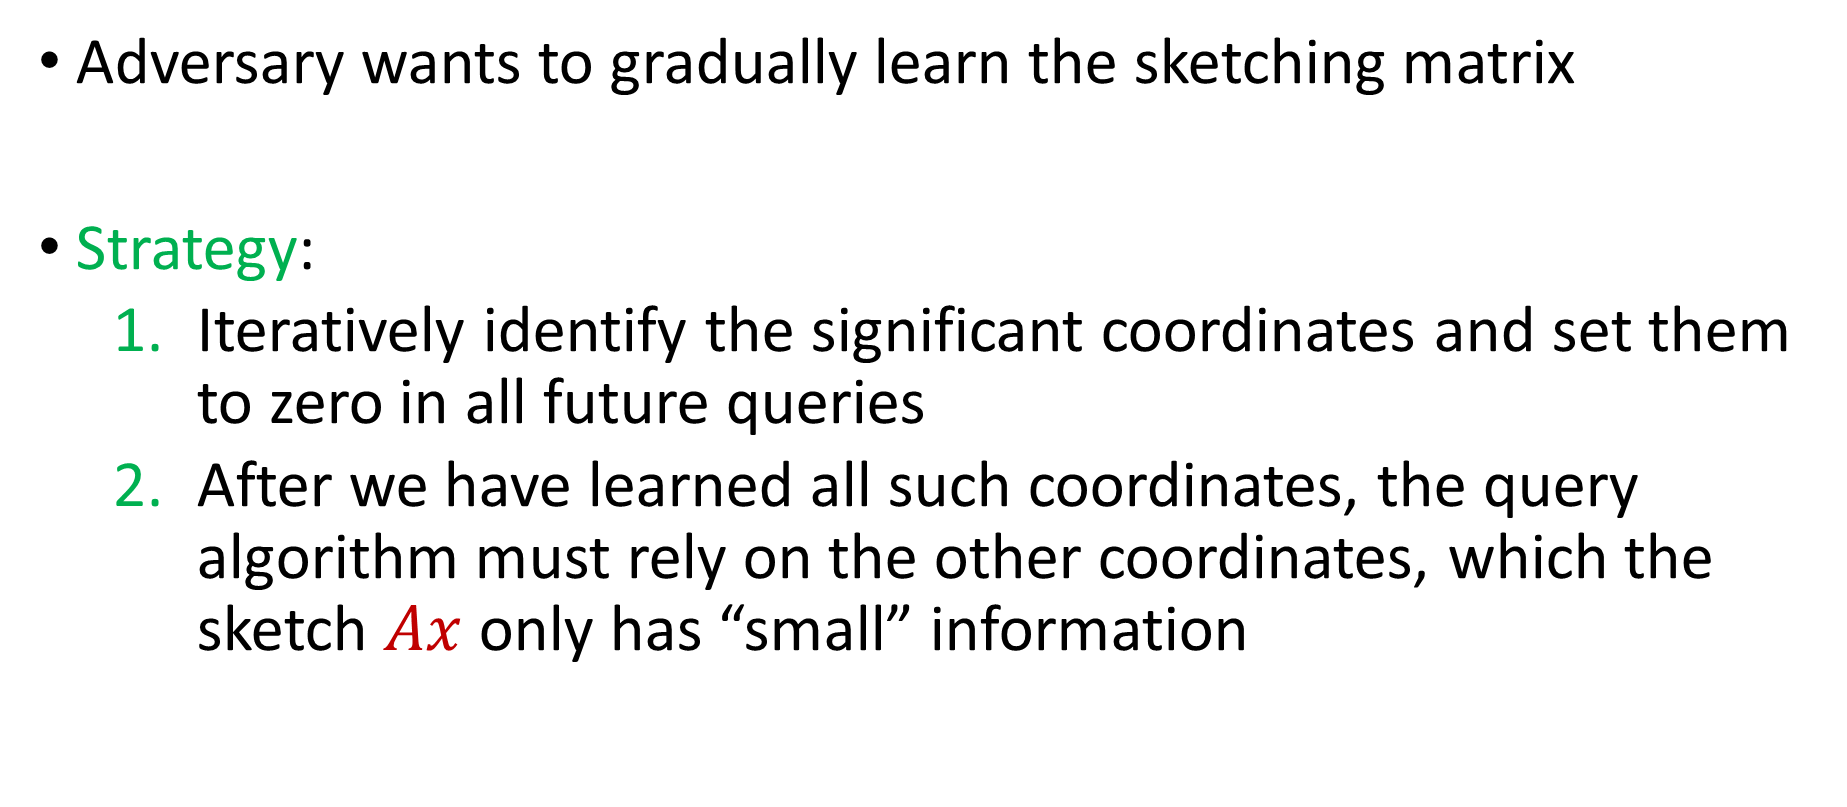 • Adversary wants to gradually learn the sketching matrix
• Strategy:
1. Iteratively identify the significant coordinates and set them
to zero in all future queries
2. After we have learned all such coordinates, the query
algorithm must rely on the other coordinates, which the
sketch Ax only has “small” information